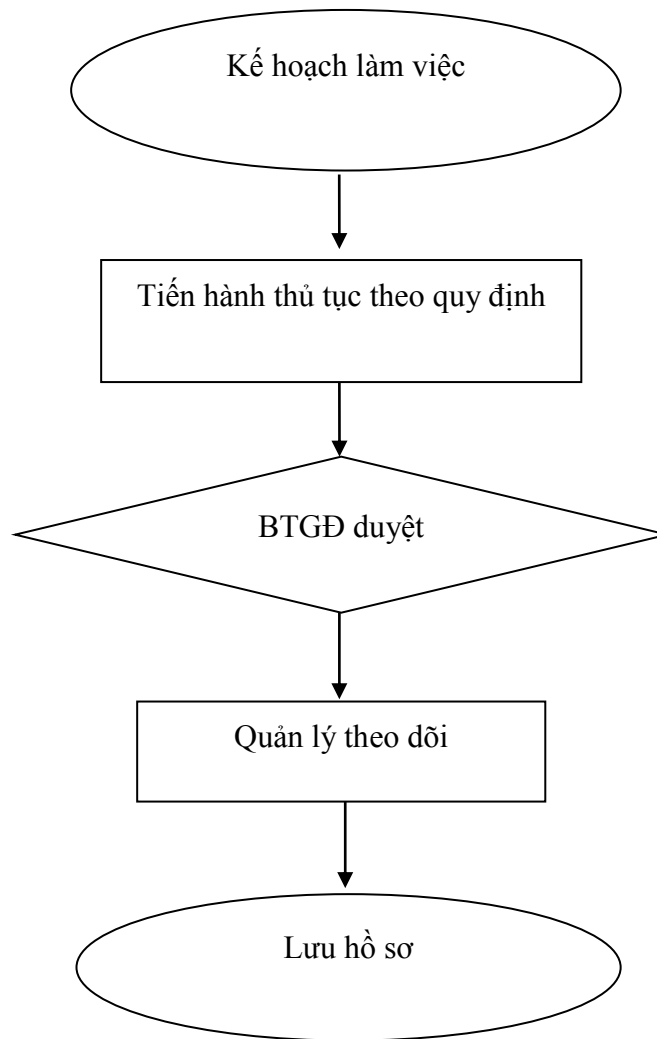 Kế hoạch làm việc
Tiến hành thủ tục theo quy định
BTGĐ duyệt
Quản lý theo dõi
Lưu hồ sơ